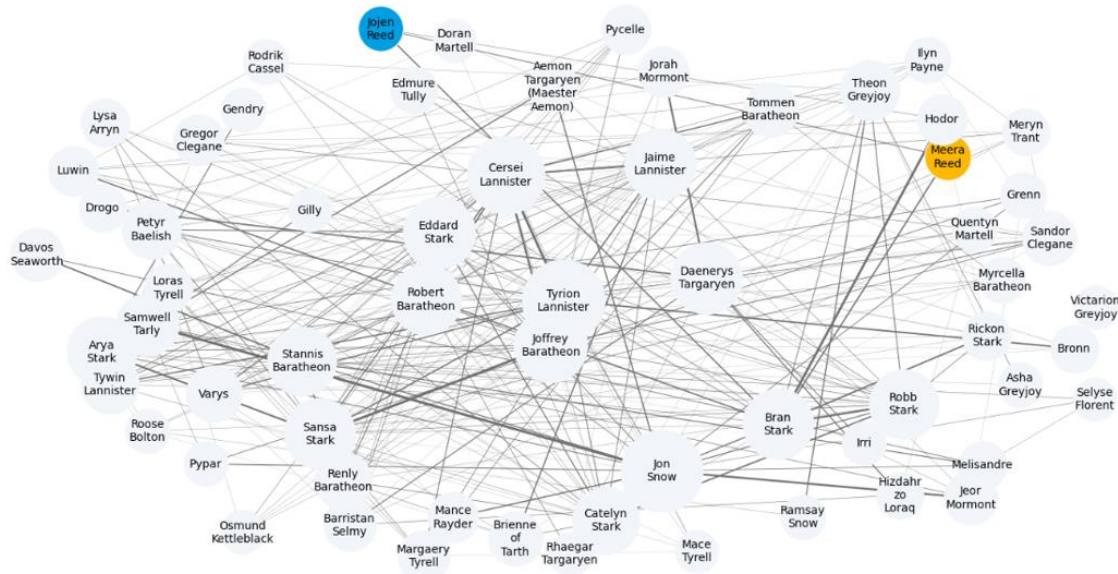 Jojen
Reed
Doran
Martell
Pycelle
Rodrik
Cassel
Edmure
Tully
Aemon
Targaryen
(Maester
Aemon)
Jorah
Mormont
Ilyn
Payne
Theon
Greyjoy
Tommen
Baratheon
Gendry
Lysa
Arryn
Gregor
Clegane
Hodor
Meryn
Trant
Meera
Reed
Luwin
Cersei
Lannister
Jaime
Lannister
Grenn
Drogo
Petyr
Baelish
Gilly
Eddard
Stark
Quentyn
Martell
Sandor
Clegane
Davos
Seaworth
Loras
Tyrell
Daenerys
Targaryen
Myrcella
Baratheon
Robert
Baratheon
Tyrion
Lannister
Victarion
Greyjoy
Samwell
Tarly
Rickon
Stark
Arya
Stark
Stannis
Baratheon
Joffrey
Baratheon
Bronn
Tywin
Lannister
Varys
Asha
Greyjoy
Selyse
Florent
Robb
Stark
Roose
Bolton
Sansa
Stark
Bran
Stark
Irri
Pypar
Jon
Snow
Melisandre
Renly
Baratheon
Hizdahr
zo
Loraq
Jeor
Mormont
Osmund
Kettleblack
Barristan
Selmy
Mance
Rayder
Brienne
of
Tarth
Catelyn
Stark
Ramsay
Snow
Margaery
Tyrell
Rhaegar
Targaryen
Mace
Tyrell